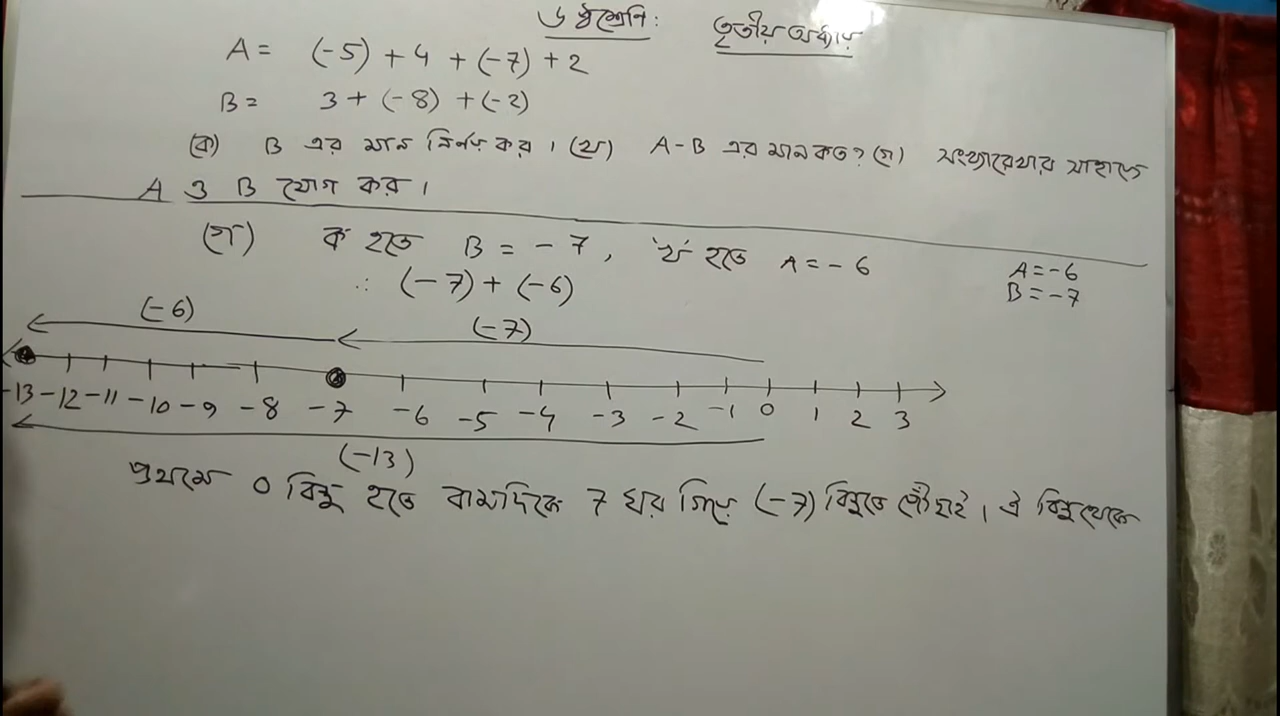 ৬ষ্ঠ শ্রেণি: তৃতীয় অধ্যায়
A = (-5) + 4 + (-7) + 2
B = 3 + (-8) + (-2)
(ক) B এর মান নির্ণয় কর। (খ) A-B এর মান কত? (গ) সংখ্যারেখার সাহায্যে
A ও B যোগ কর।
(গ) ক হতে B = -7, 'খ' হতে A = -6
A = -6
B = -7
∴ (-7) + (-6)
(-6) (-7)
-13 -12 -11 -10 -9 -8 -7 -6 -5 -4 -3 -2 -1 0 1 2 3
(-13)
প্রথমে 0 বিন্দু হতে বামদিকে 7 ঘর গিয়ে (-7) বিন্দুতে পৌঁছাই। ঐ বিন্দু থেকে